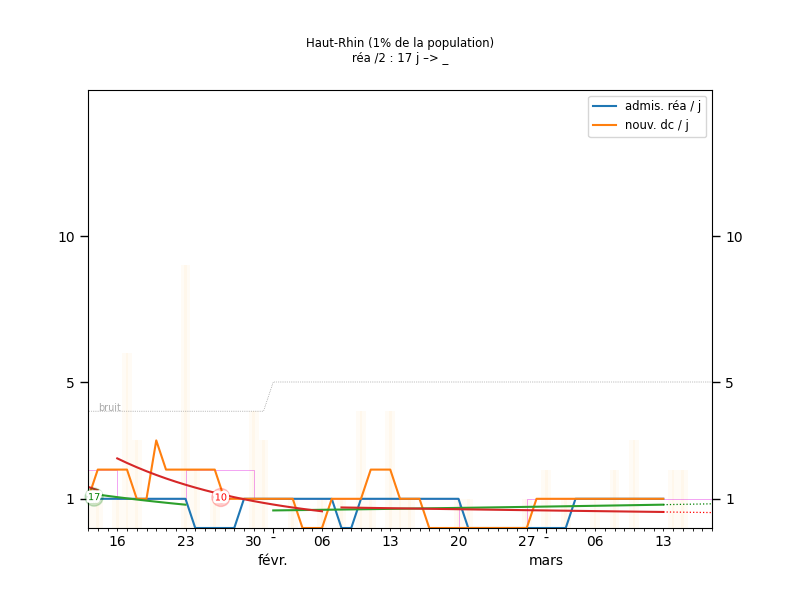 Haut-Rhin (1% de la population)
réa /2 : 17 j –> _
admis. réa / j
nouv. dc / j
10 10
5 5
bruit
17 10
1 1
16 23 30 - 06 13 20 27 - 06 13
févr. mars